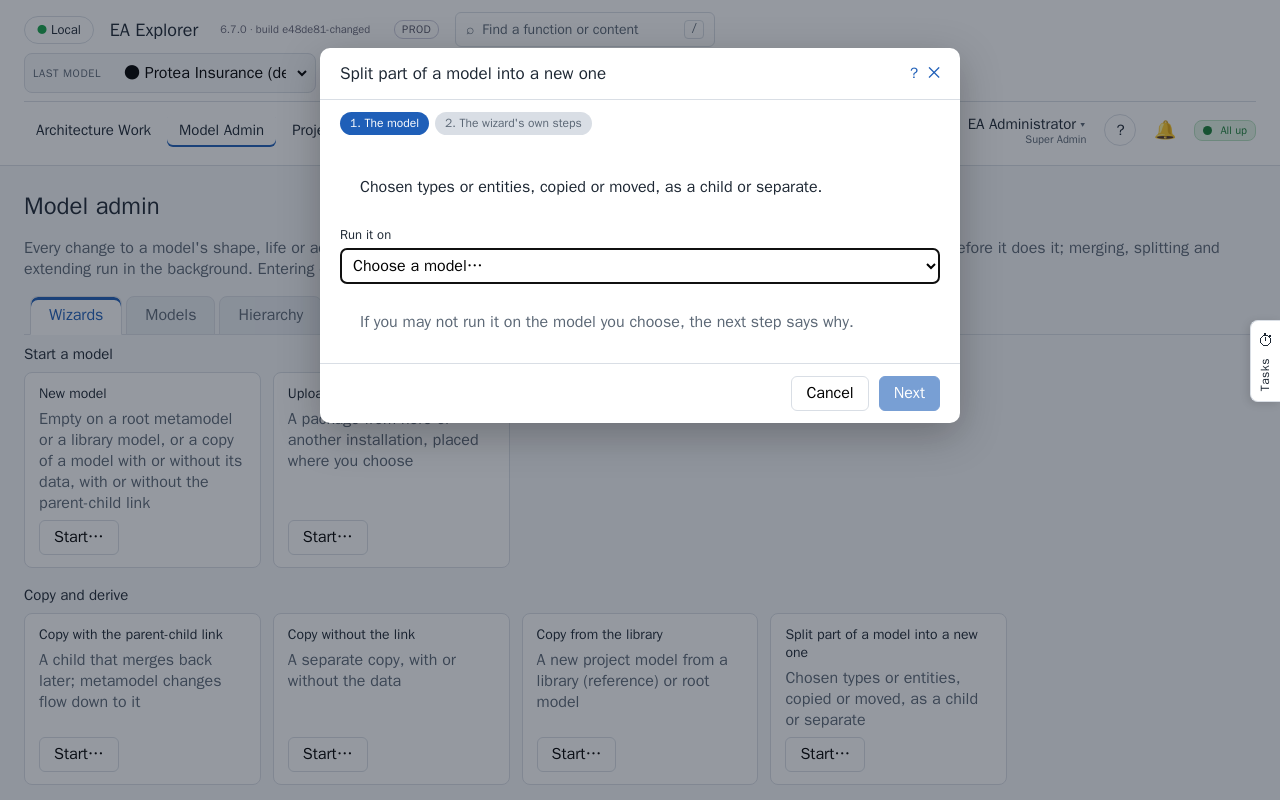 Local
EA Explorer
6.7.0 · build e48de81-changed
PROD
Find a function or content
/
LAST MODEL
Protea Insurance (de
Split part of a model into a new one
?
1. The model
2. The wizard's own steps
Architecture Work
Model Admin
Proje
EA Administrator
Super Admin
?
All up
Chosen types or entities, copied or moved, as a child or separate.
Model admin
Run it on
Every change to a model's shape, life or a
efore it does it; merging, splitting and
extending run in the background. Entering
Choose a model…
Wizards
Models
Hierarchy
If you may not run it on the model you choose, the next step says why.
Tasks
Start a model
Cancel
Next
New model
Empty on a root metamodel
or a library model, or a copy
of a model with or without its
data, with or without the
parent-child link
Start…
Uploa
another installation, placed
where you choose
Start…
Copy and derive
Copy with the parent-child link
A child that merges back
later; metamodel changes
flow down to it
Start…
Copy without the link
A separate copy, with or
without the data
Start…
Copy from the library
A new project model from a
library (reference) or root
model
Start…
Split part of a model into a new
one
Chosen types or entities,
copied or moved, as a child
or separate
Start…